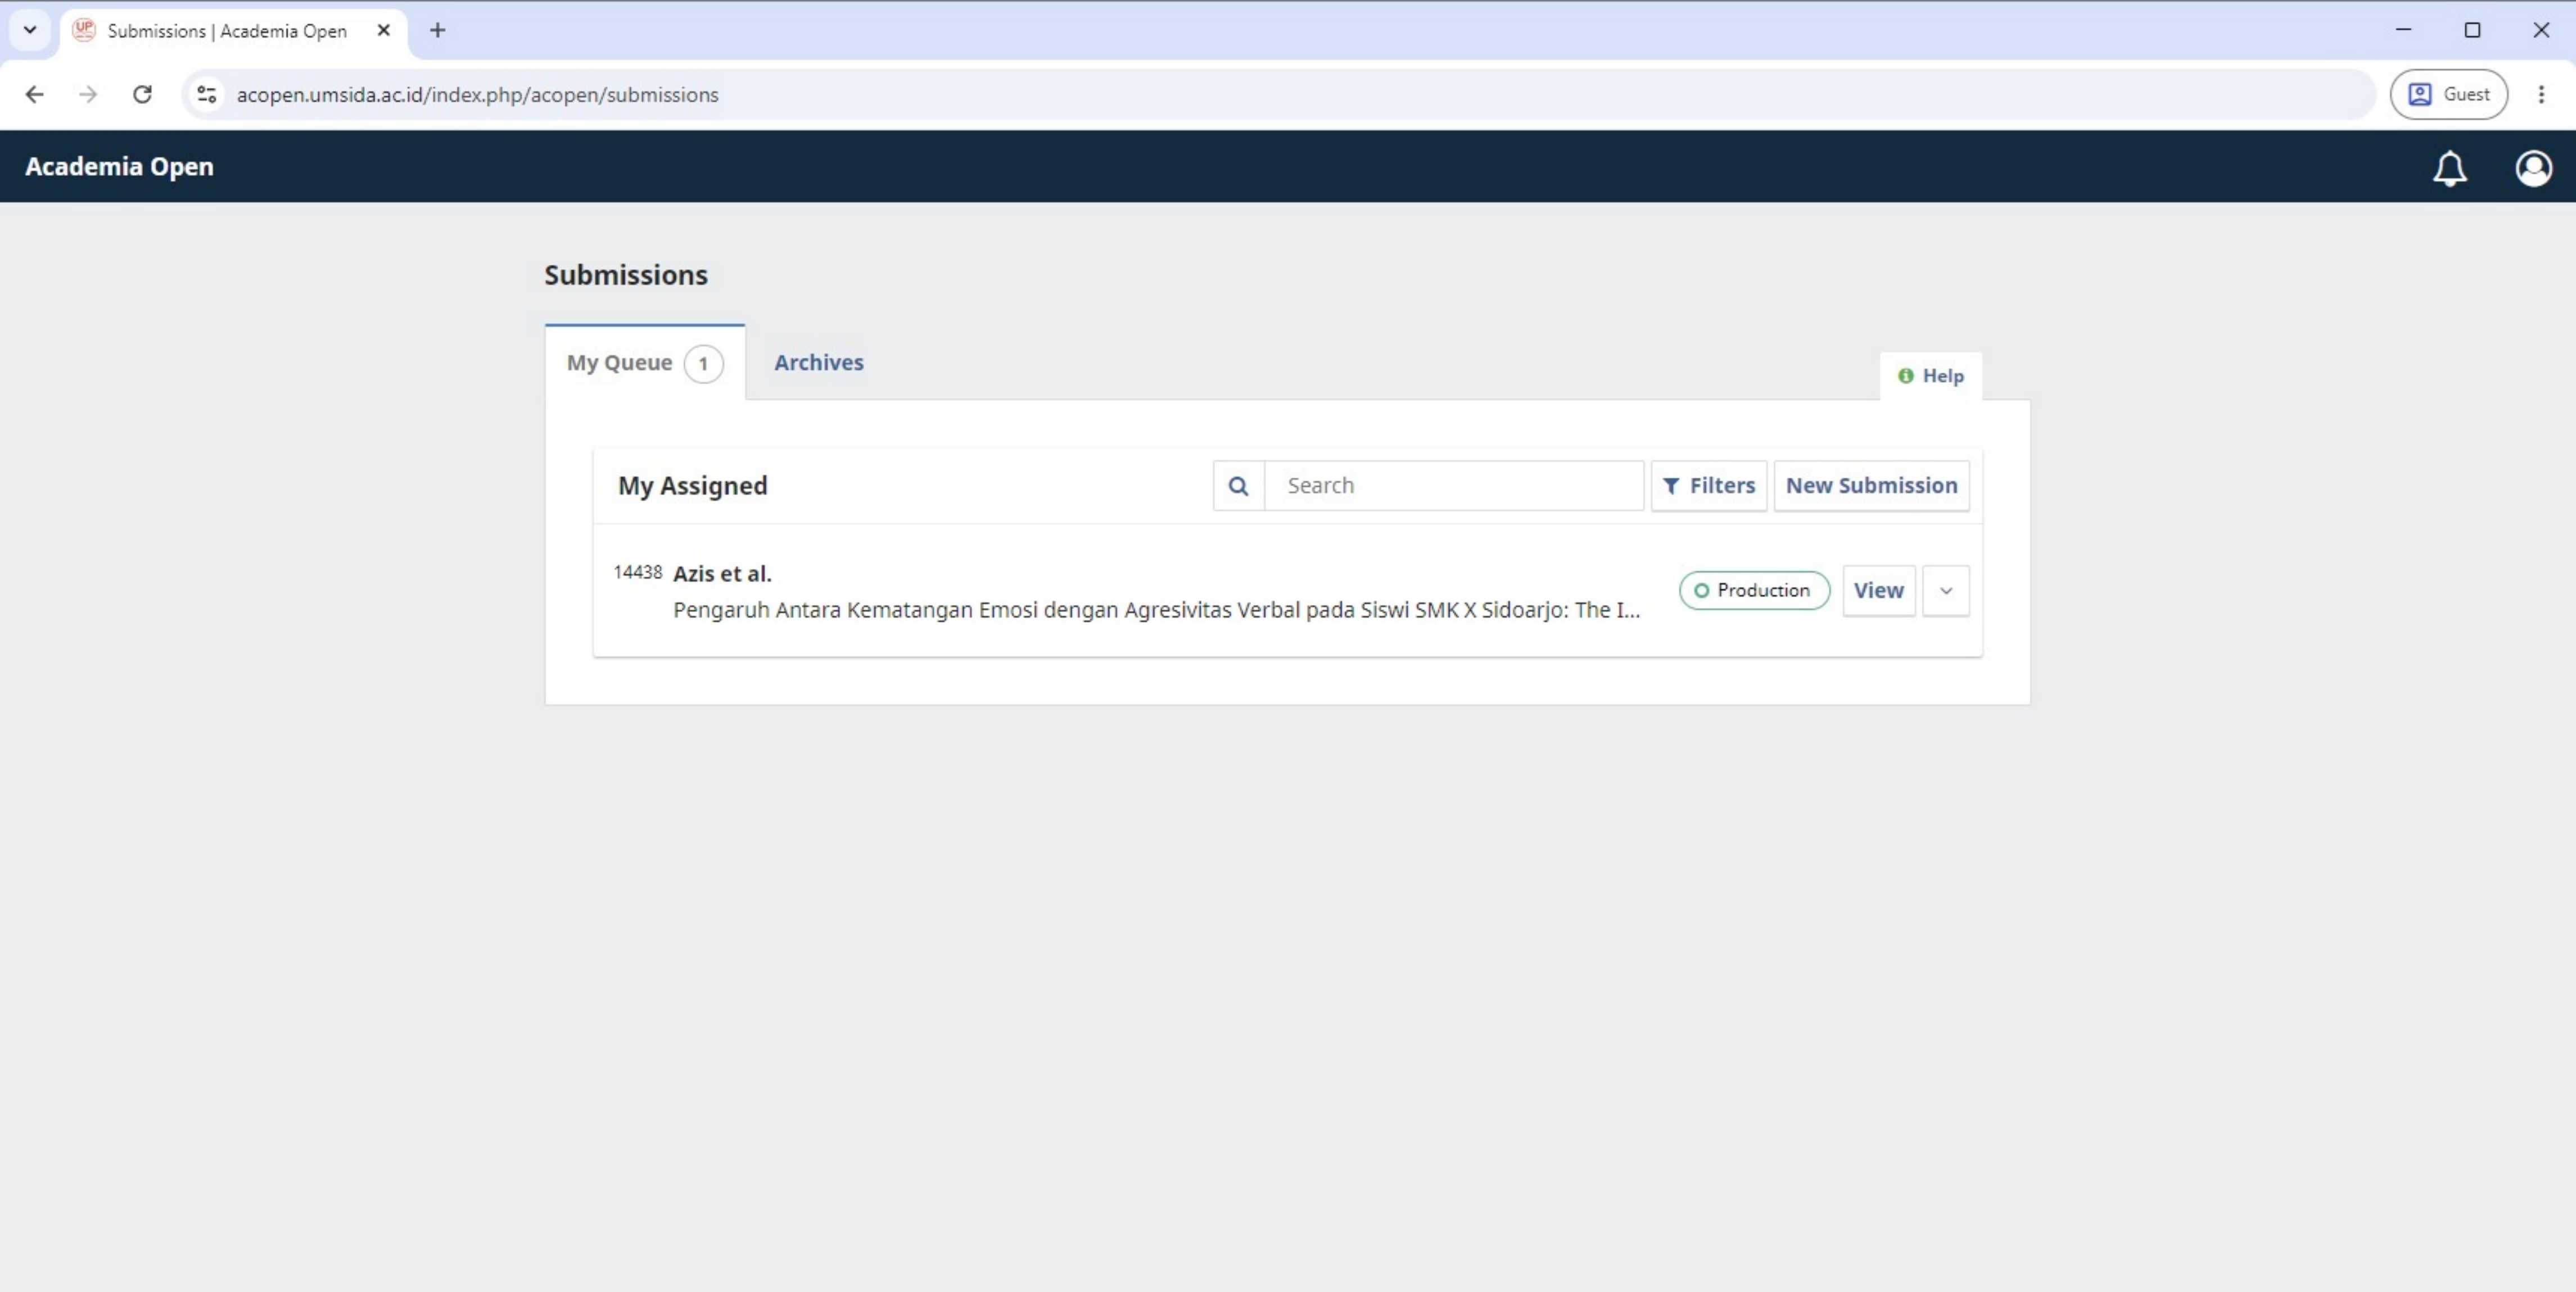 Submissions | Academia Open
acopen.umsida.ac.id/index.php/acopen/submissions
Guest
Academia Open
Submissions
My Queue 1
Archives
Help
My Assigned
Search
Filters
New Submission
14438 Azis et al.
Pengaruh Antara Kematangan Emosi dengan Agresivitas Verbal pada Siswi SMK X Sidoarjo: The I...
Production
View